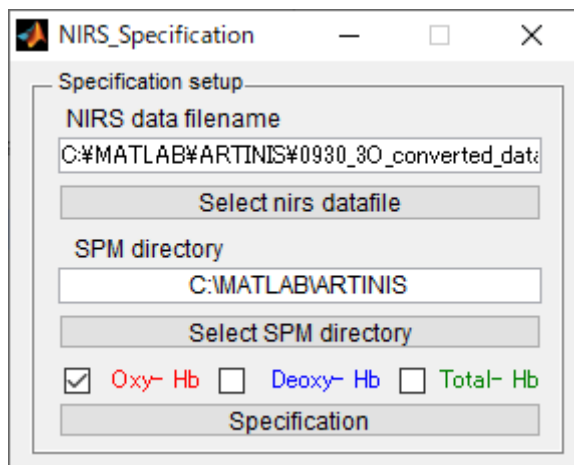 NIRS_Specification
Specification setup
NIRS data filename
C:¥MATLAB¥ARTINIS¥0930_3O_converted_data
Select nirs datafile
SPM directory
C:\MATLAB\ARTINIS
Select SPM directory
Oxy- Hb Deoxy- Hb Total- Hb
Specification